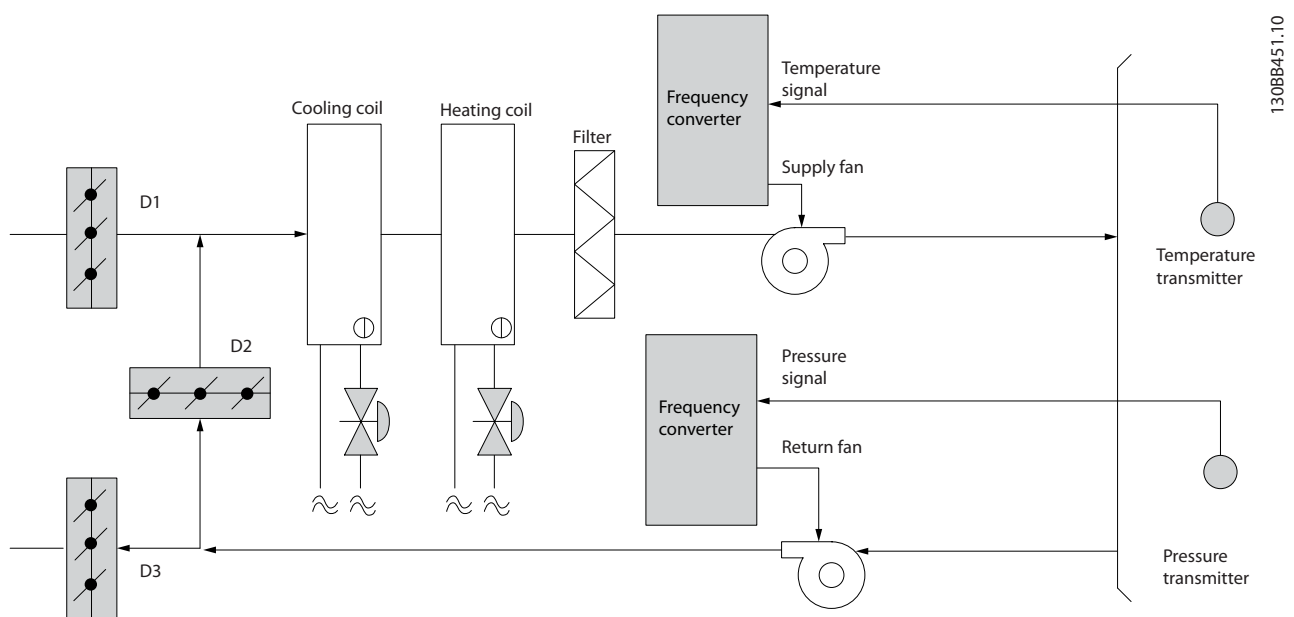 130BB451.10
Temperature
signal
Frequency
converter
Cooling coil
Heating coil
Filter
Supply fan
D1
Temperature
transmitter
D2
Pressure
signal
Frequency
converter
Return fan
D3
Pressure
transmitter